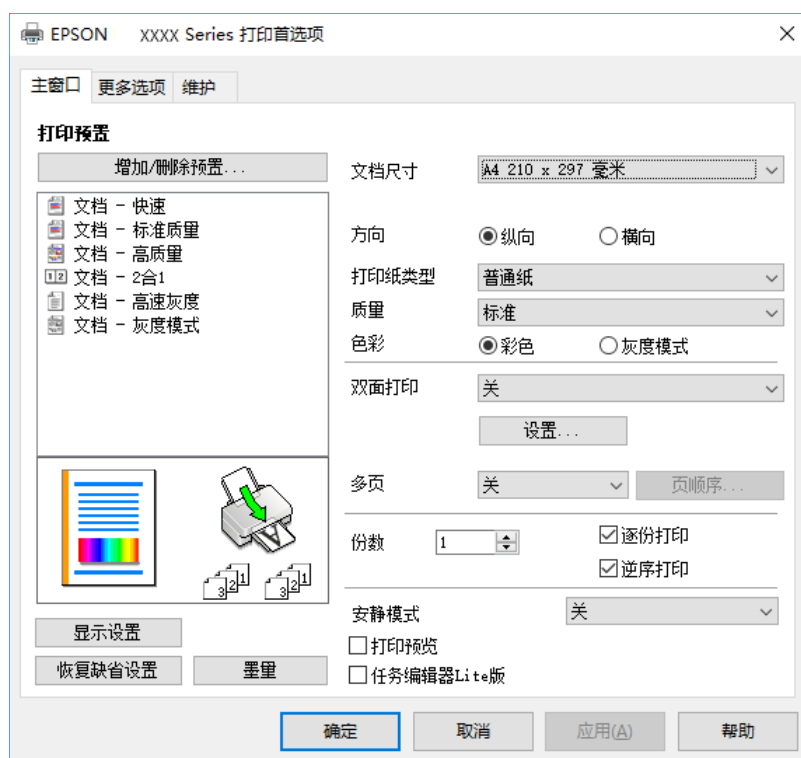 EPSON XXXX Series 打印首选项
主窗口 更多选项 维护
打印预置
增加/删除预置...
文档 - 快速
文档 - 标准质量
文档 - 高质量
12 文档 - 2合1
文档 - 高速灰度
文档 - 灰度模式
321 321
显示设置
恢复缺省设置 墨量
文档尺寸 A4 210 x 297 毫米
方向 纵向 横向
打印纸类型 普通纸
质量 标准
色彩 彩色 灰度模式
双面打印 关
设置...
多页 关 页顺序...
份数 1 逐份打印
逆序打印
安静模式 关
打印预览
任务编辑器Lite版
确定 取消 应用(A) 帮助